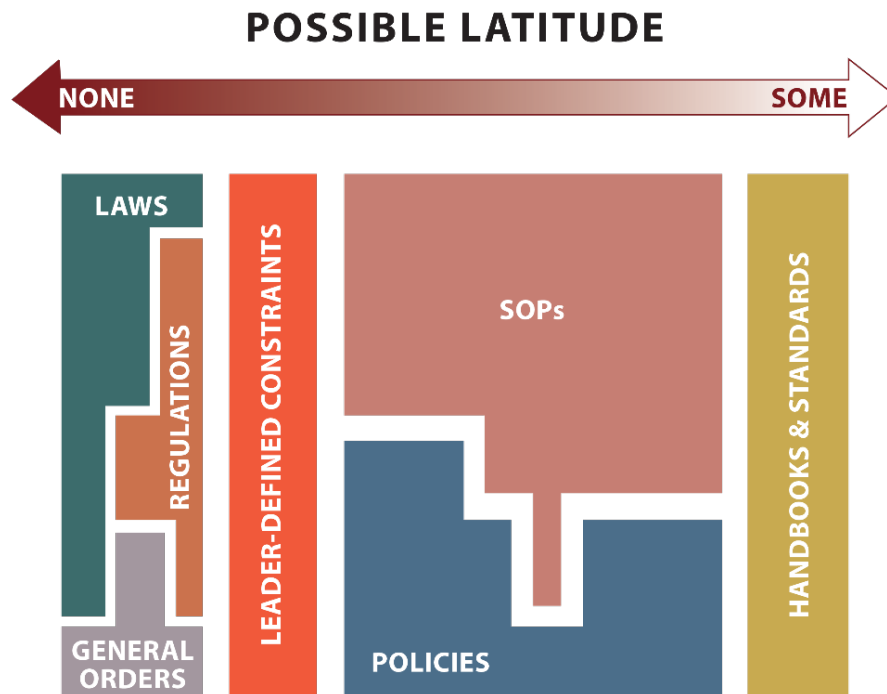 POSSIBLE LATITUDE
NONE
SOME
LAWS
REGULATIONS
GENERAL
ORDERS
LEADER-DEFINED CONSTRAINTS
SOPs
POLICIES
HANDBOOKS & STANDARDS